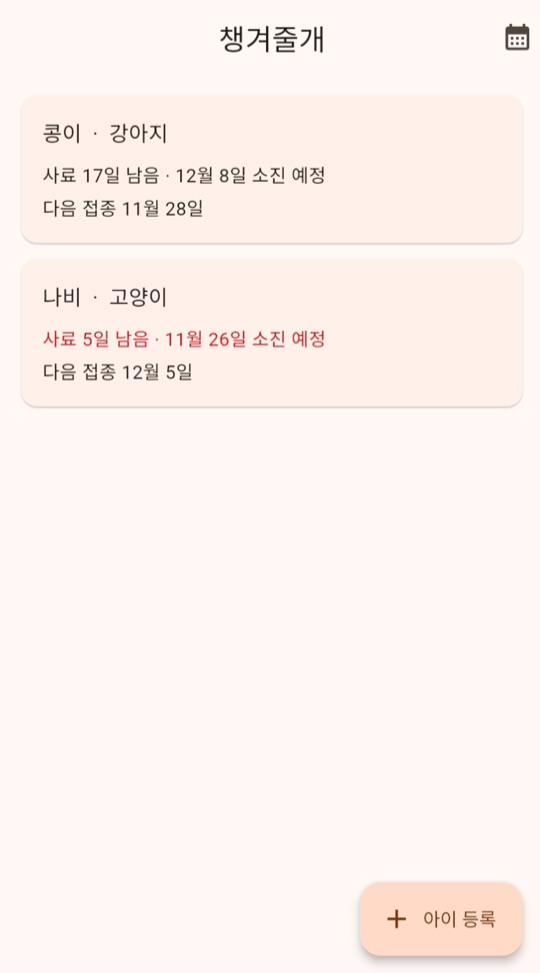 챙겨줄개
콩이 · 강아지
사료 17일 남음 · 12월 8일 소진 예정
다음 접종 11월 28일
나비 · 고양이
사료 5일 남음 · 11월 26일 소진 예정
다음 접종 12월 5일
+ 아이 등록